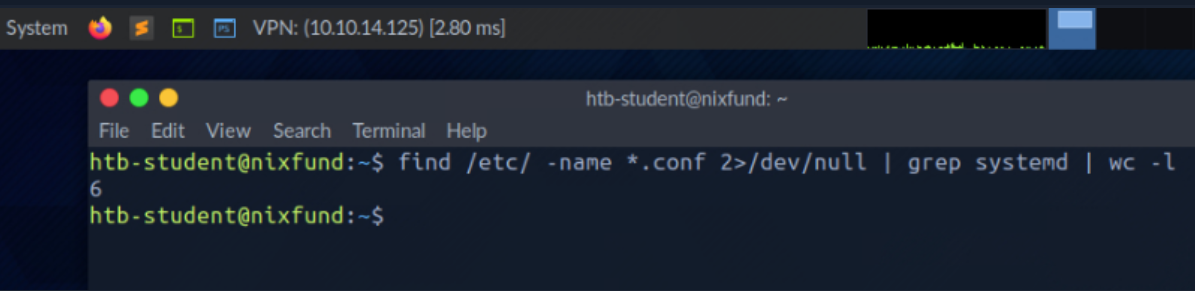 System VPN: (10.10.14.125) [2.80 ms]
htb-student@nixfund: ~
File Edit View Search Terminal Help
htb-student@nixfund:~$ find /etc/ -name *.conf 2>/dev/null | grep systemd | wc -l
6
htb-student@nixfund:~$